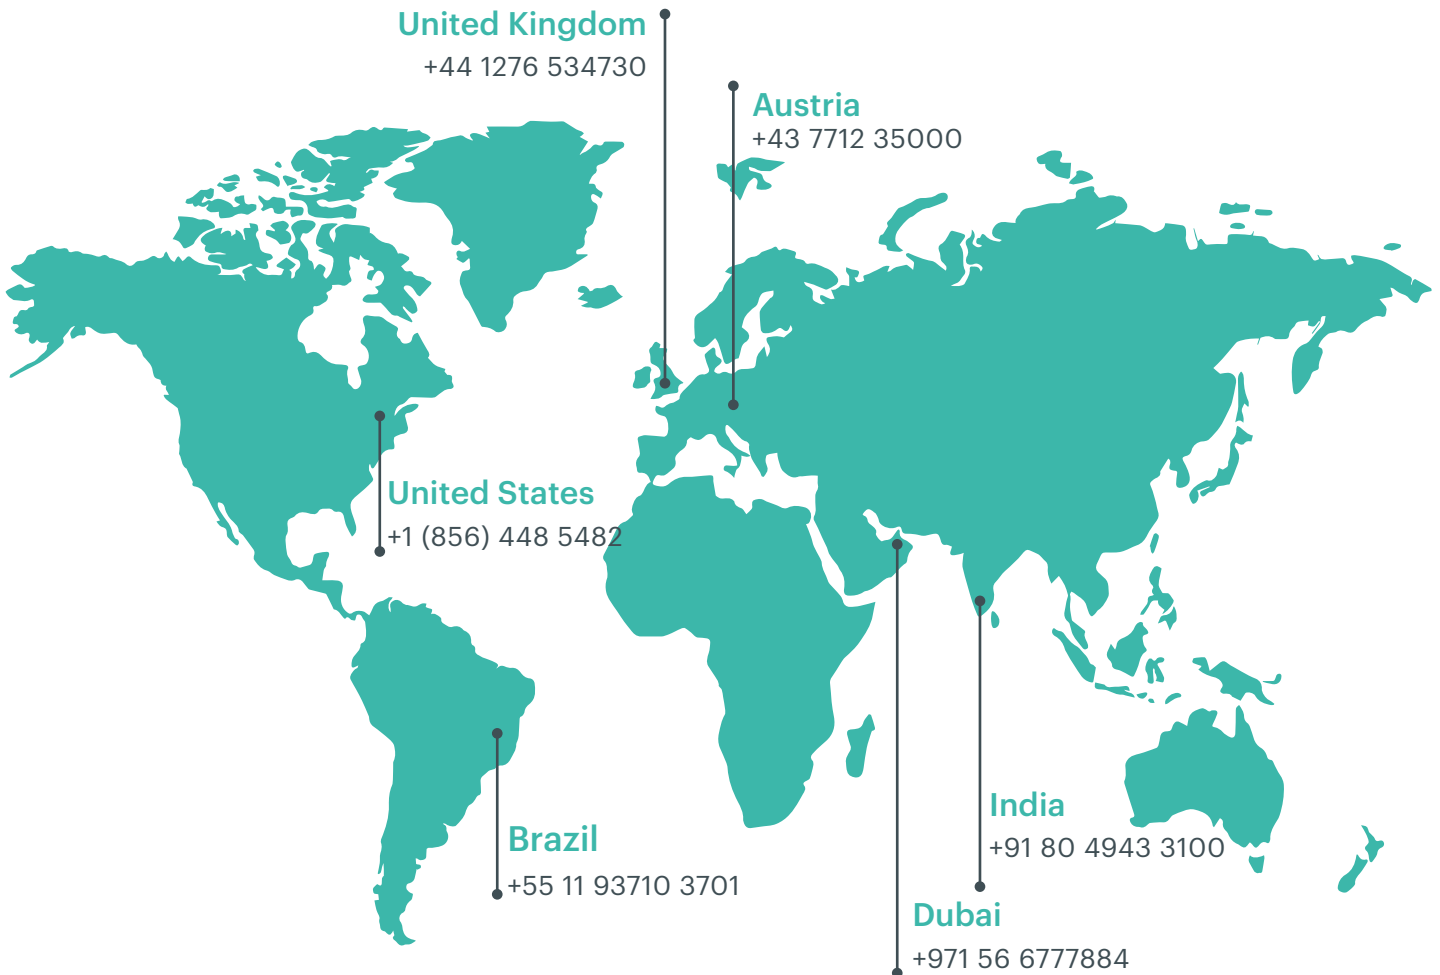 United Kingdom
+44 1276 534730
Austria
+43 7712 35000
United States
+1 (856) 448 5482
Brazil
+55 11 93710 3701
India
+91 80 4943 3100
Dubai
+971 56 6777884